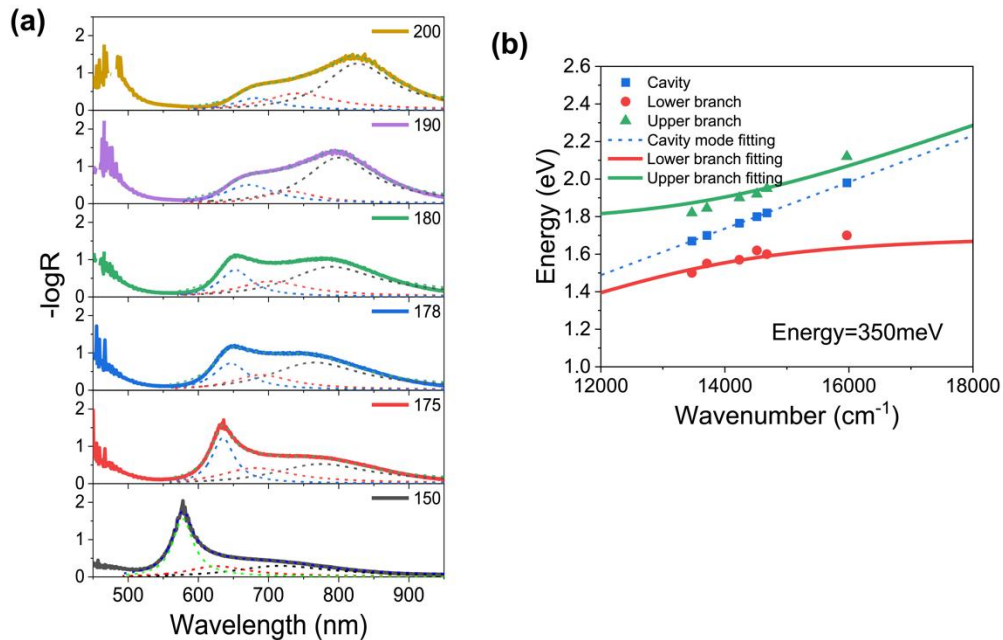 (a)
200
190
180
178
175
150
2
1
0
2
1
0
2
1
0
2
1
0
2
1
0
2
1
0
-logR
500 600 700 800 900
Wavelength (nm)
(b)
2.6
2.4
2.2
2.0
1.8
1.6
1.4
1.2
1.0
Energy (eV)
Cavity
Lower branch
Upper branch
Cavity mode fitting
Lower branch fitting
Upper branch fitting
Energy=350meV
12000 14000 16000 18000
Wavenumber (cm⁻¹)